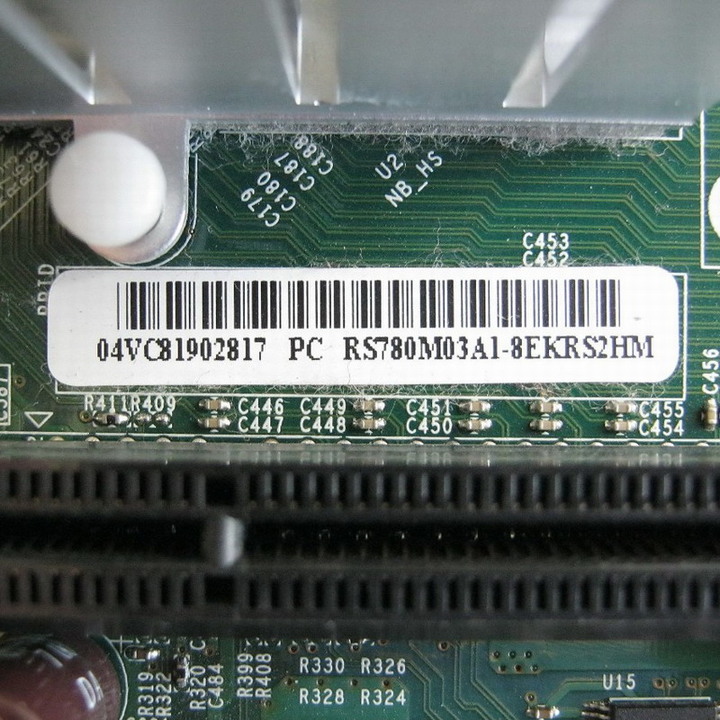 C188
C187
C180
C179
U2
NB_HS
C453
C452
04VC81902817 PC RS780M03A1-8EKRS2HM
R411 R409 C446 C449 C451 C455
C447 C448 C450 C454
C456
C387
R319
R322
R320
C484
R399
R408
R330 R326
R328 R324
U15